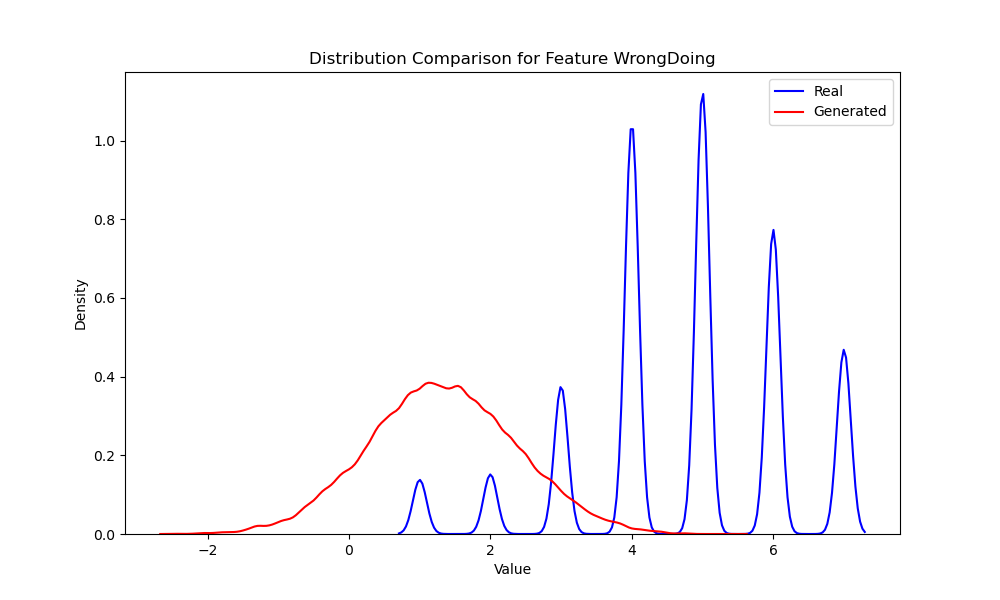 Distribution Comparison for Feature WrongDoing
Real
Generated
1.0
0.8
0.6
0.4
0.2
0.0
Density
−2
0
2
4
6
Value